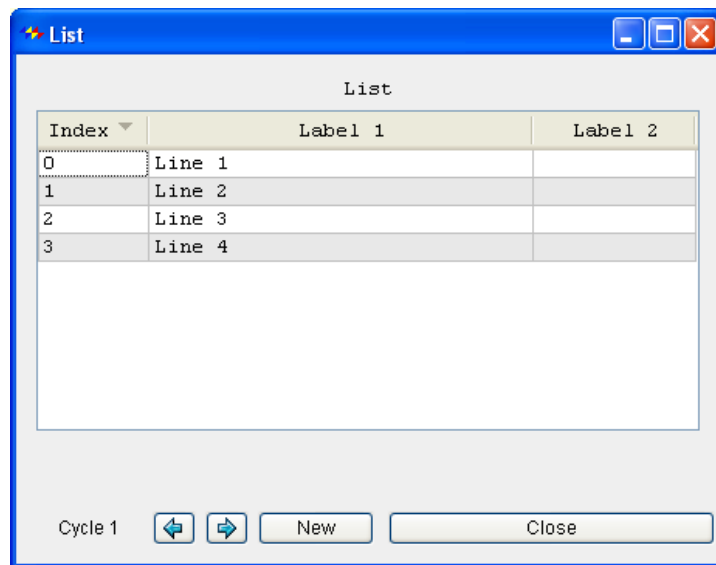 List
List
Index Label 1 Label 2
0 Line 1
1 Line 2
2 Line 3
3 Line 4
Cycle 1 New Close